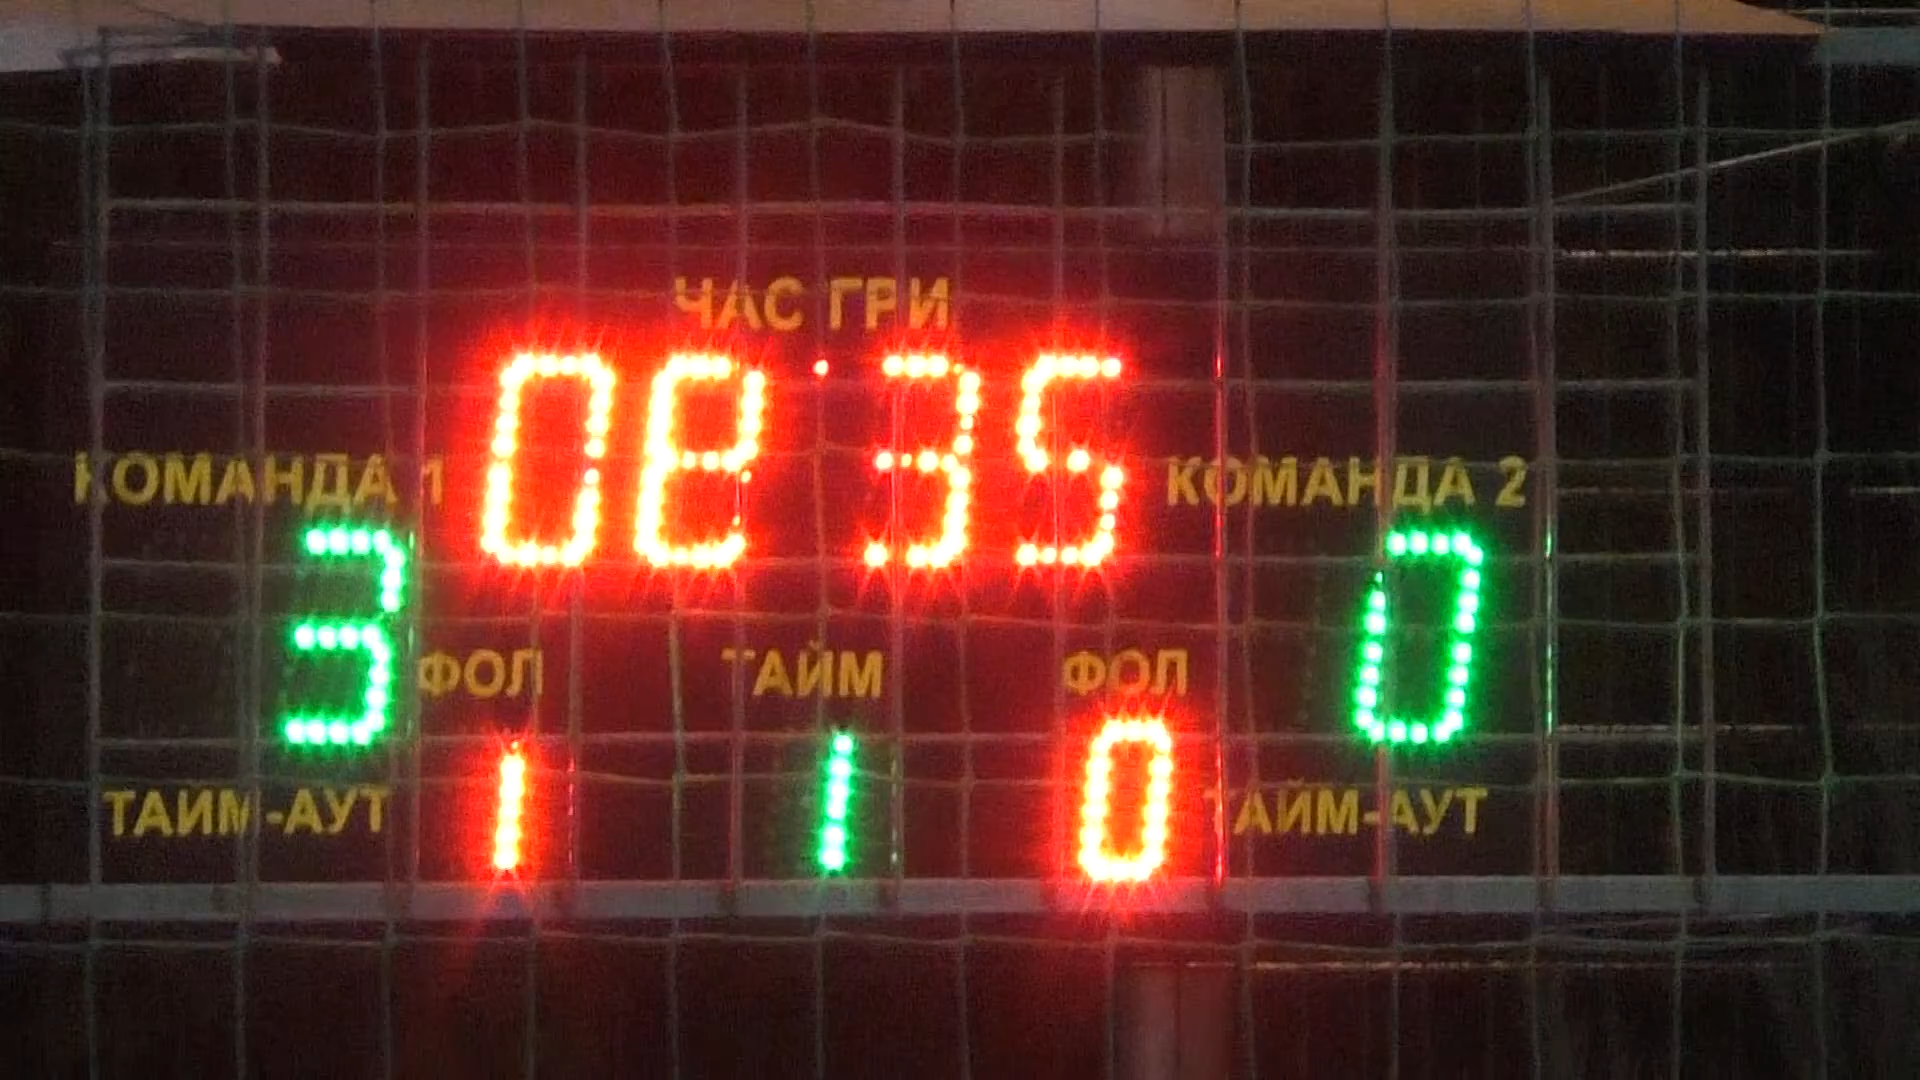 ЧАС ГРИ
08:35
КОМАНДА 1
КОМАНДА 2
3
0
ФОЛ
ТАЙМ
ФОЛ
1
1
0
ТАЙМ-АУТ
ТАЙМ-АУТ